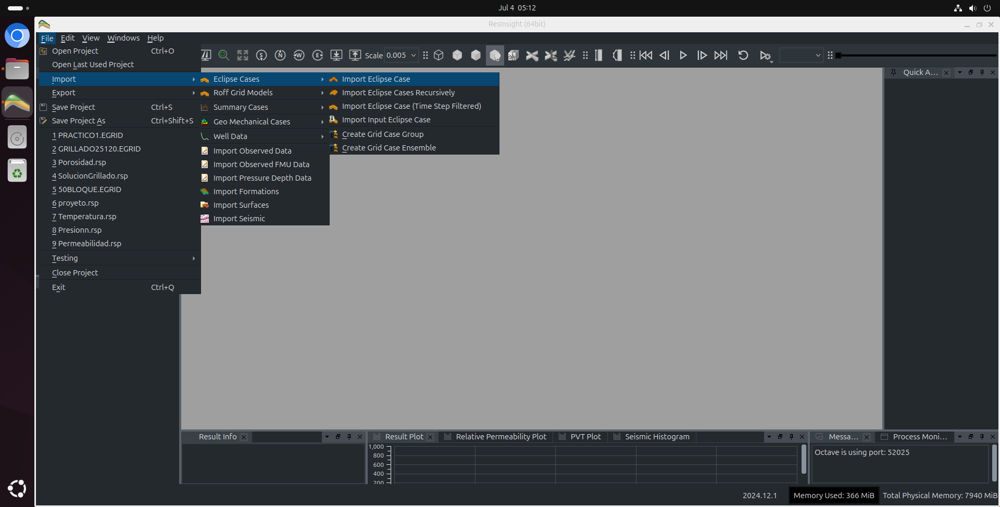 Jul 4 05:12
ResInsight (64bit)
File Edit View Windows Help
Open Project Ctrl+O
Open Last Used Project
Import
Export
Save Project Ctrl+S
Save Project As Ctrl+Shift+S
1 PRACTICO1.EGRID
2 GRILLADO25120.EGRID
3 Porosidad.rsp
4 SolucionGrillado.rsp
5 50BLOQUE.EGRID
6 proyeto.rsp
7 Temperatura.rsp
8 Presionn.rsp
9 Permeabilidad.rsp
Testing
Close Project
Exit Ctrl+Q
Eclipse Cases
Roff Grid Models
Summary Cases
Geo Mechanical Cases
Well Data
Import Observed Data
Import Observed FMU Data
Import Pressure Depth Data
Import Formations
Import Surfaces
Import Seismic
Import Eclipse Case
Import Eclipse Cases Recursively
Import Eclipse Case (Time Step Filtered)
Import Input Eclipse Case
Create Grid Case Group
Create Grid Case Ensemble
S N W E Scale 0.005
Quick A...
Result Info
Result Plot Relative Permeability Plot PVT Plot Seismic Histogram
1,000
800
600
400
200
Messa... Process Moni...
Octave is using port: 52025
2024.12.1 Memory Used: 366 MiB Total Physical Memory: 7940 MiB